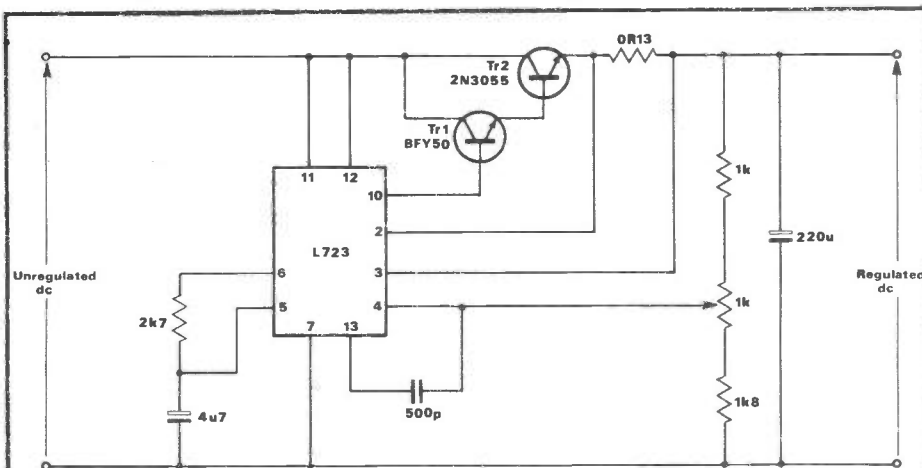 0R13
Tr2
2N3055
Tr1
BFY50
11
12
10
1k
2
L723
220u
Unregulated
dc
6
3
1k
Regulated
dc
5
4
2k7
7
13
1k8
4u7
500p